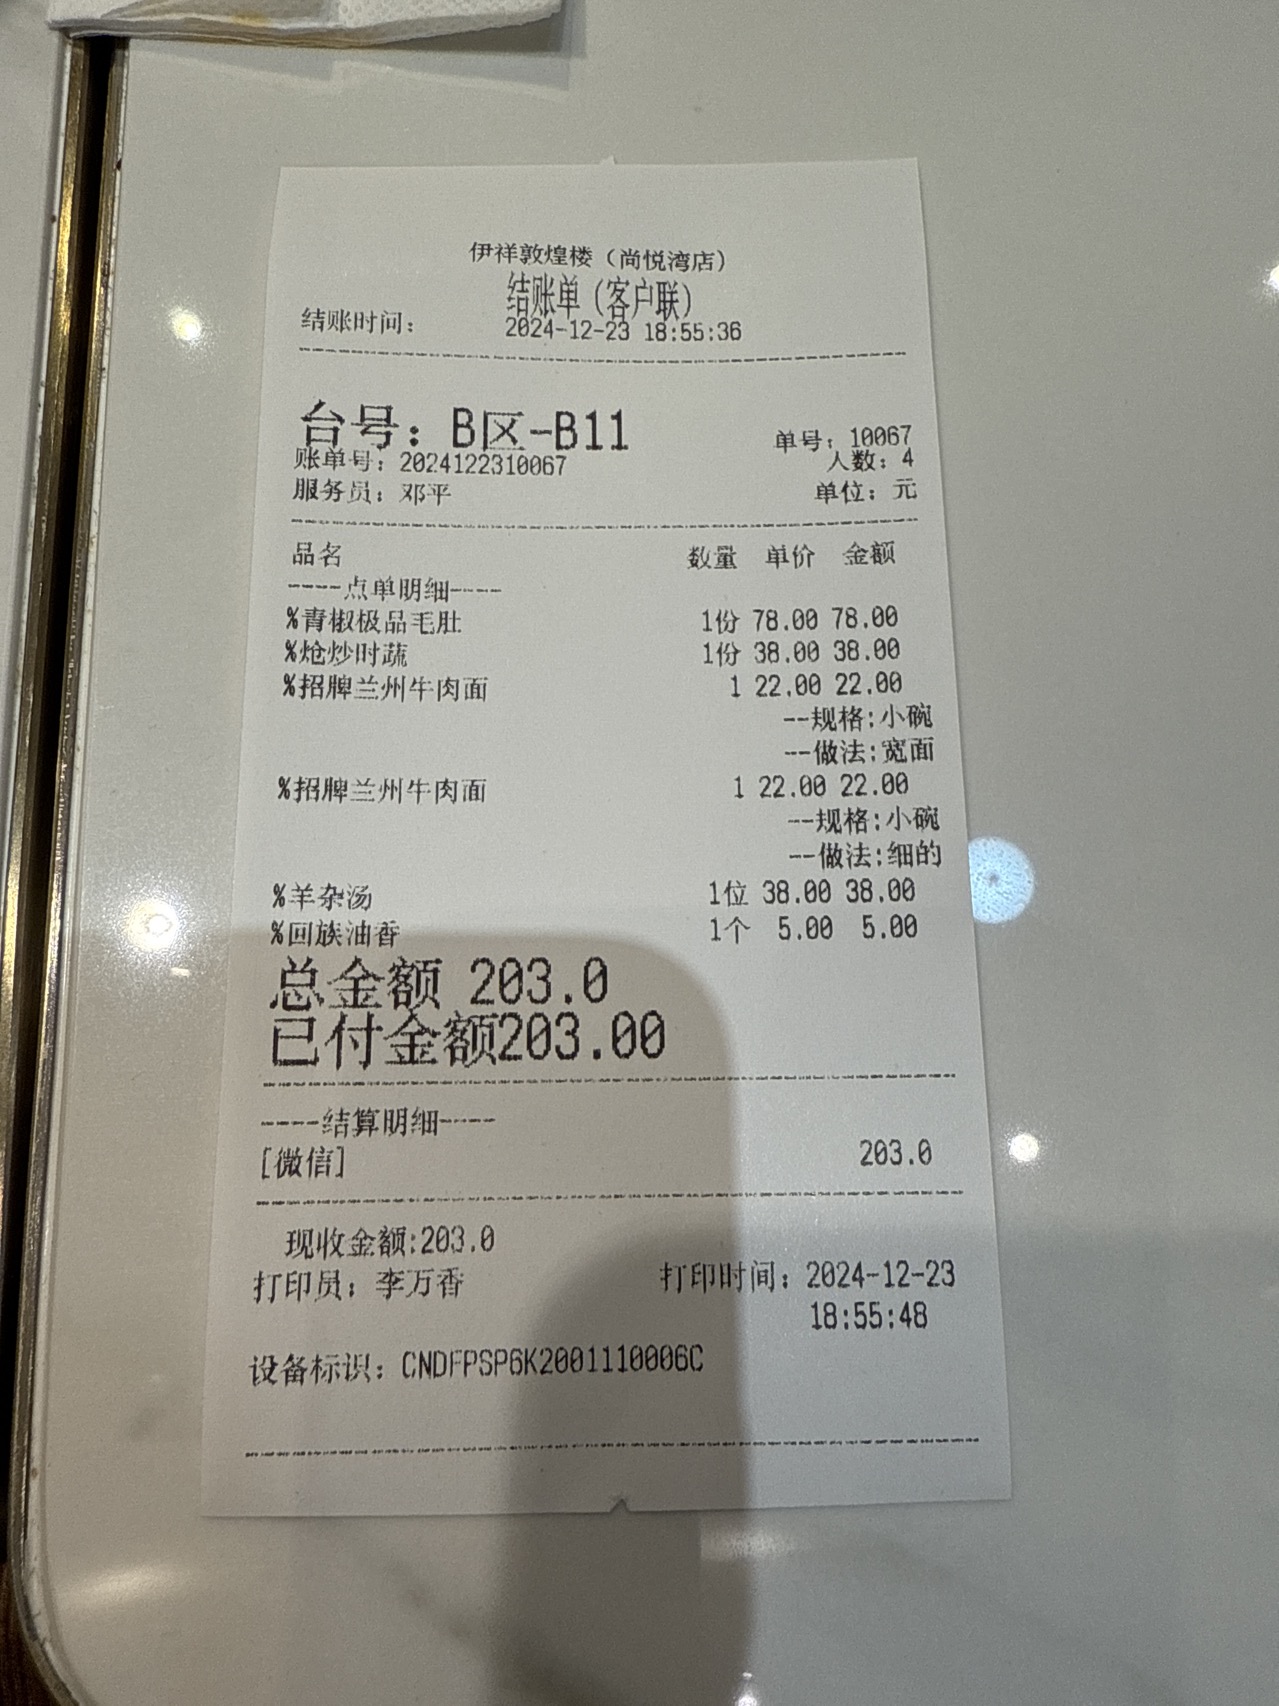 伊祥敦煌楼（尚悦湾店）
结账单（客户联）
结账时间： 2024-12-23 18:55:36
台号：B区-B11 单号：10067
账单号：2024122310067 人数：4
服务员：邓平 单位：元
品名 数量 单价 金额
----点单明细----
%青椒极品毛肚 1份 78.00 78.00
%炝炒时蔬 1份 38.00 38.00
%招牌兰州牛肉面 1 22.00 22.00
--规格:小碗
--做法:宽面
%招牌兰州牛肉面 1 22.00 22.00
--规格:小碗
--做法:细的
%羊杂汤 1位 38.00 38.00
%回族油香 1个 5.00 5.00
总金额 203.0
已付金额203.00
----结算明细----
[微信] 203.0
现收金额:203.0
打印员：李万香 打印时间：2024-12-23
18:55:48
设备标识：CNDFPSP6K2001110006C